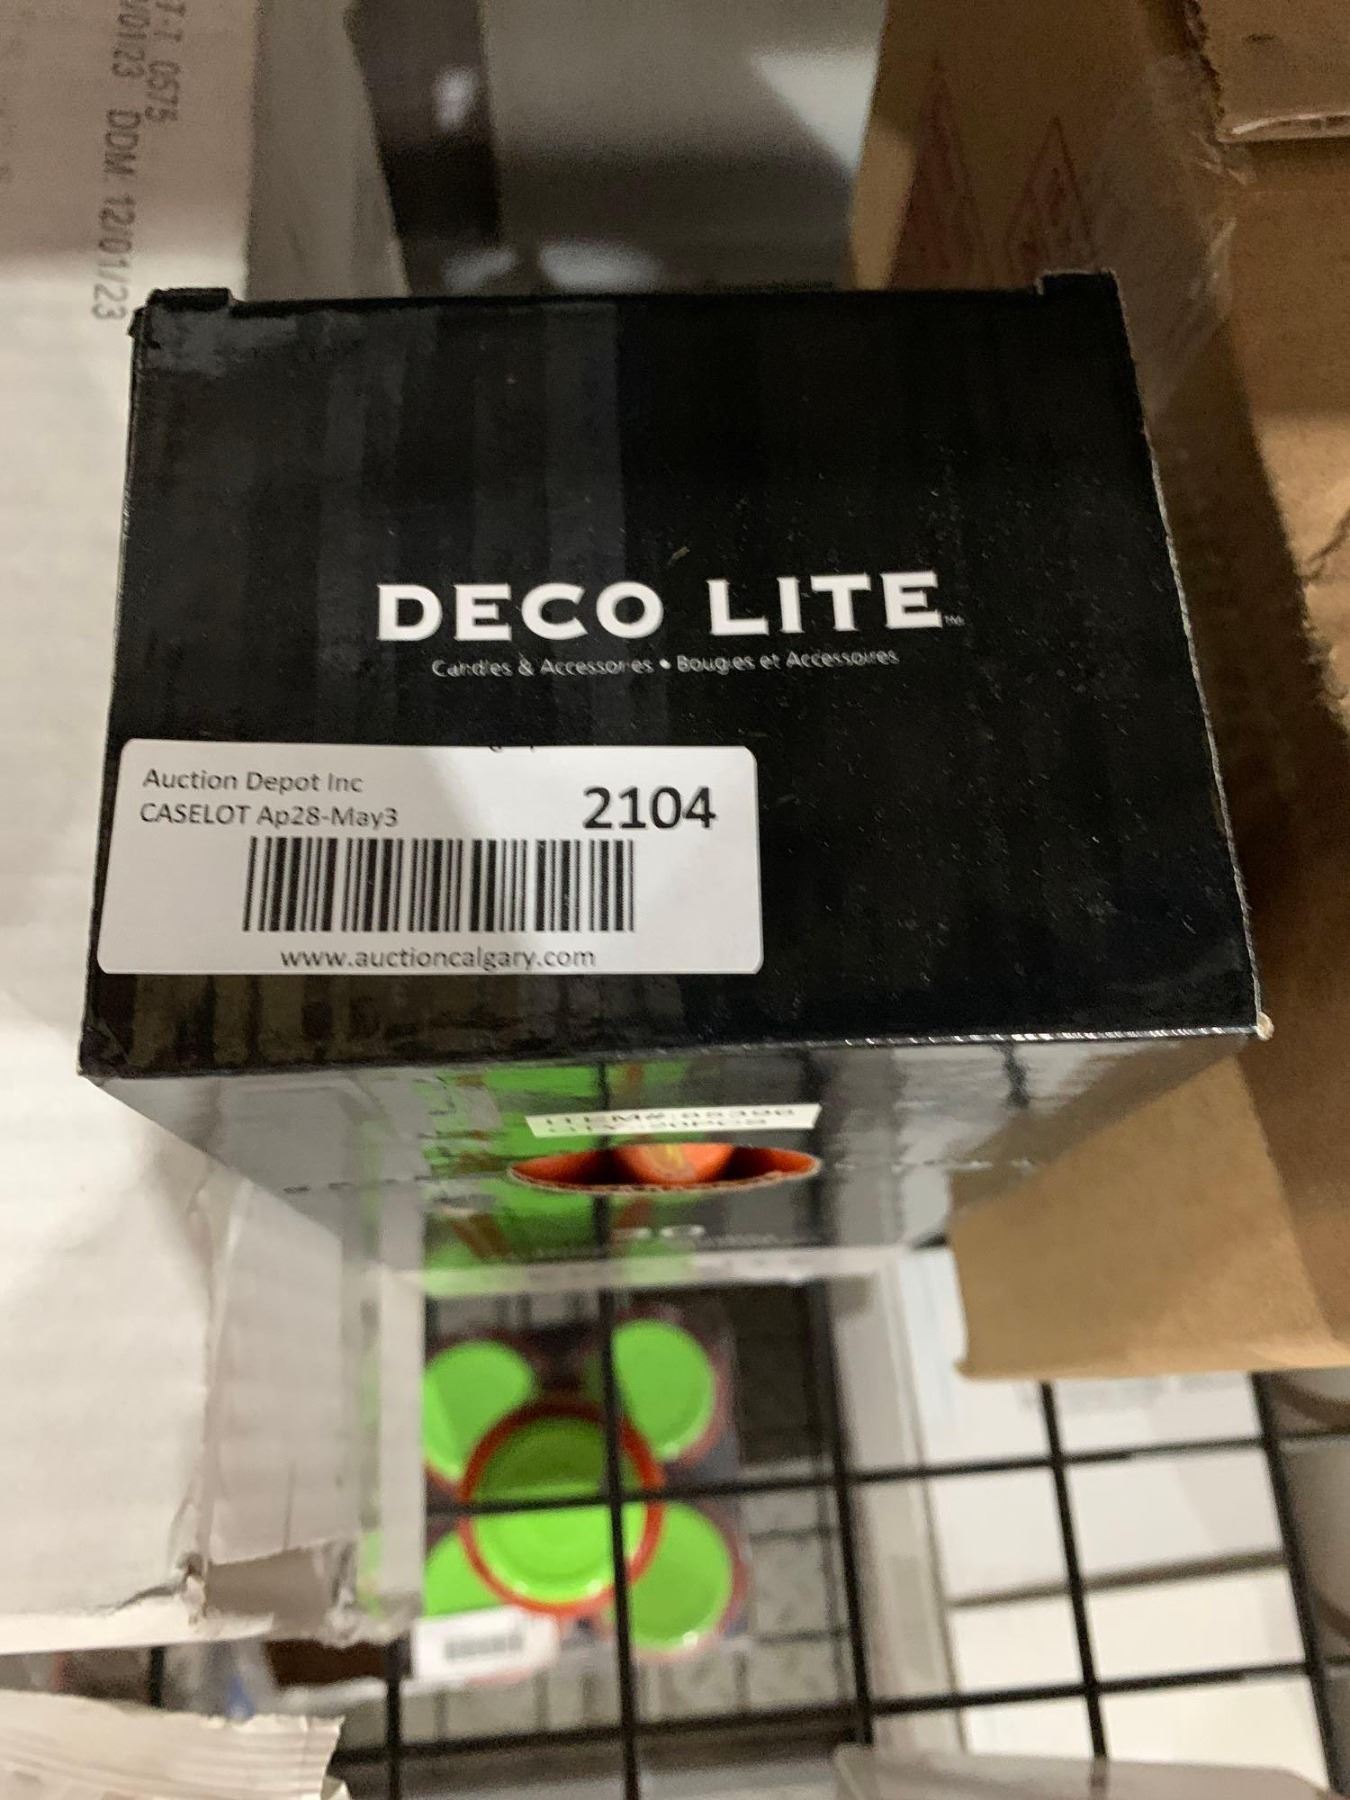 DDM 12/01/23
DECO LITE™
Candles & Accessories • Bougies et Accessoires
Auction Depot Inc
CASELOT Ap28-May3
2104
www.auctioncalgary.com